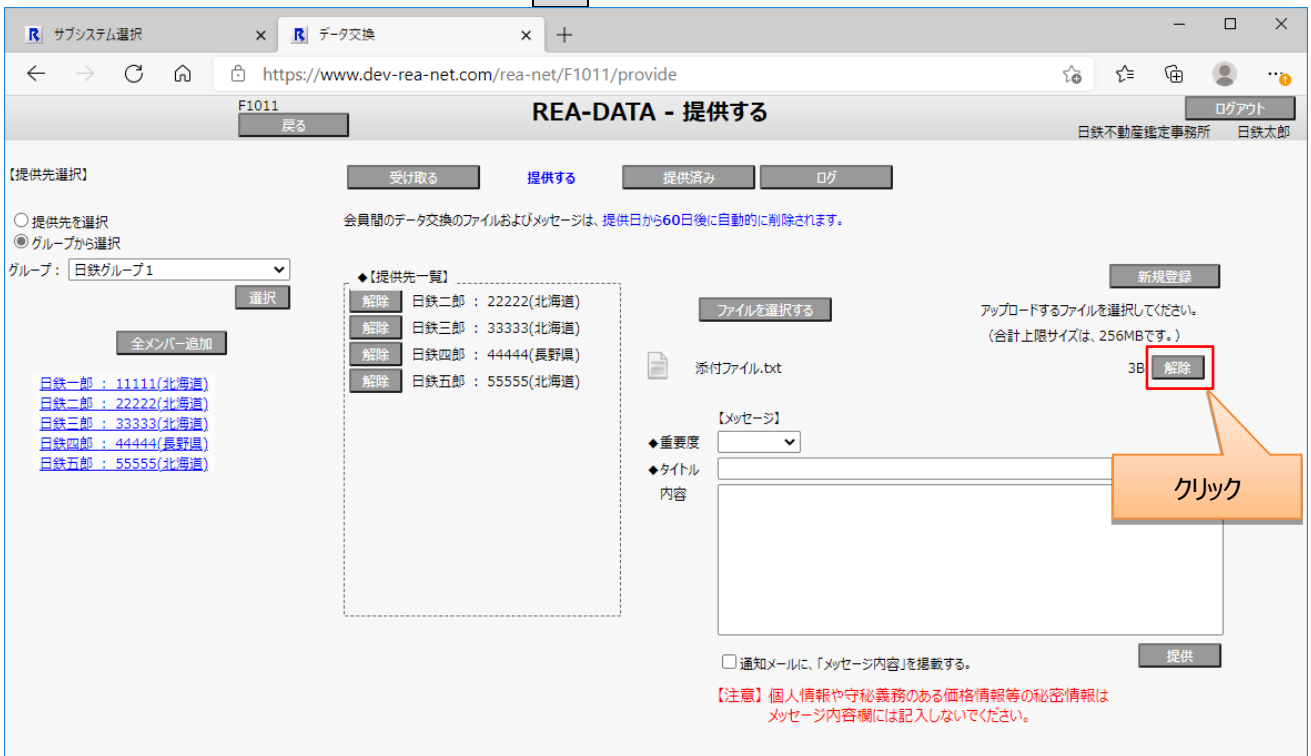 サブシステム選択
データ交換
https://www.dev-rea-net.com/rea-net/F1011/provide
F1011
戻る
REA-DATA - 提供する
ログアウト
日鉄不動産鑑定事務所 日鉄太郎
【提供先選択】
受け取る 提供する 提供済み ログ
○提供先を選択
◉グループから選択
会員間のデータ交換のファイルおよびメッセージは、提供日から60日後に自動的に削除されます。
グループ： 日鉄グループ1
選択
全メンバー追加
日鉄一郎 : 11111(北海道)
日鉄二郎 : 22222(北海道)
日鉄三郎 : 33333(北海道)
日鉄四郎 : 44444(長野県)
日鉄五郎 : 55555(北海道)
◆【提供先一覧】
解除 日鉄二郎 : 22222(北海道)
解除 日鉄三郎 : 33333(北海道)
解除 日鉄四郎 : 44444(長野県)
解除 日鉄五郎 : 55555(北海道)
新規登録
ファイルを選択する
アップロードするファイルを選択してください。
（合計上限サイズは、256MBです。）
添付ファイル.txt 3B 解除
【メッセージ】
◆重要度
◆タイトル
内容
クリック
通知メールに、「メッセージ内容」を掲載する。
提供
【注意】個人情報や守秘義務のある価格情報等の秘密情報は
メッセージ内容欄には記入しないでください。